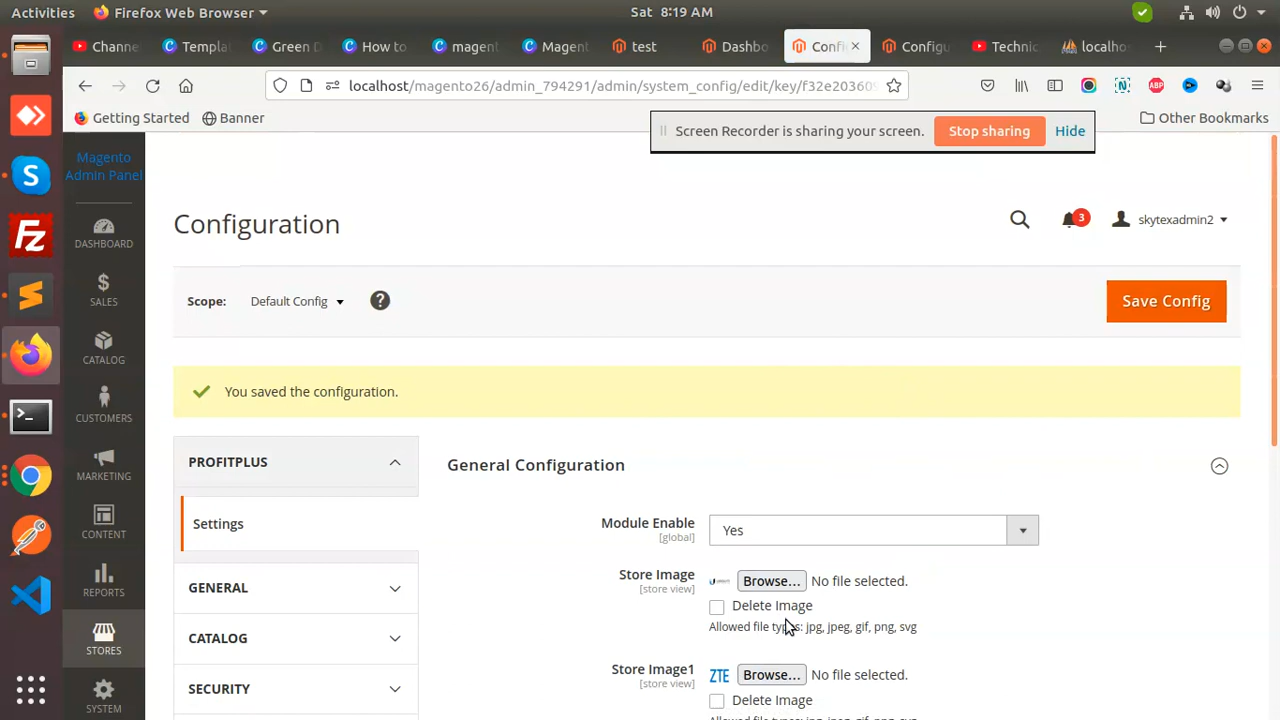 Activities
Firefox Web Browser
Sat 8:19 AM
Channe
Templa
Green D
How to
magent
Magent
test
Dashbo
Confi
Configu
Technic
localho
localhost/magento26/admin_794291/admin/system_config/edit/key/f32e203609
Getting Started
Banner
Other Bookmarks
Screen Recorder is sharing your screen.
Stop sharing
Hide
Magento
Admin Panel
DASHBOARD
SALES
CATALOG
CUSTOMERS
MARKETING
CONTENT
REPORTS
STORES
SYSTEM
Configuration
3
skytexadmin2
Scope:
Default Config
?
Save Config
You saved the configuration.
PROFITPLUS
Settings
GENERAL
CATALOG
SECURITY
General Configuration
Module Enable
[global]
Yes
Store Image
[store view]
Browse...
No file selected.
Delete Image
Allowed file types: jpg, jpeg, gif, png, svg
Store Image1
[store view]
ZTE
Browse...
No file selected.
Delete Image